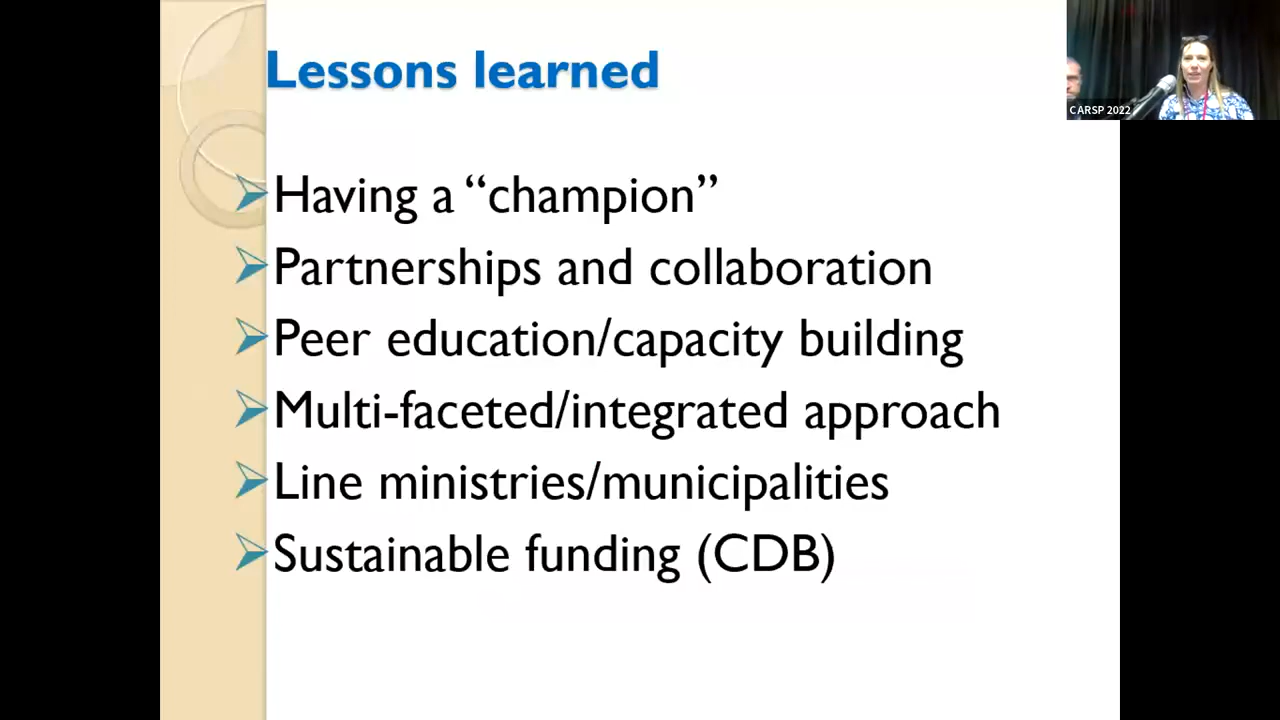 Lessons learned
Having a “champion”
Partnerships and collaboration
Peer education/capacity building
Multi-faceted/integrated approach
Line ministries/municipalities
Sustainable funding (CDB)
CARSP 2022